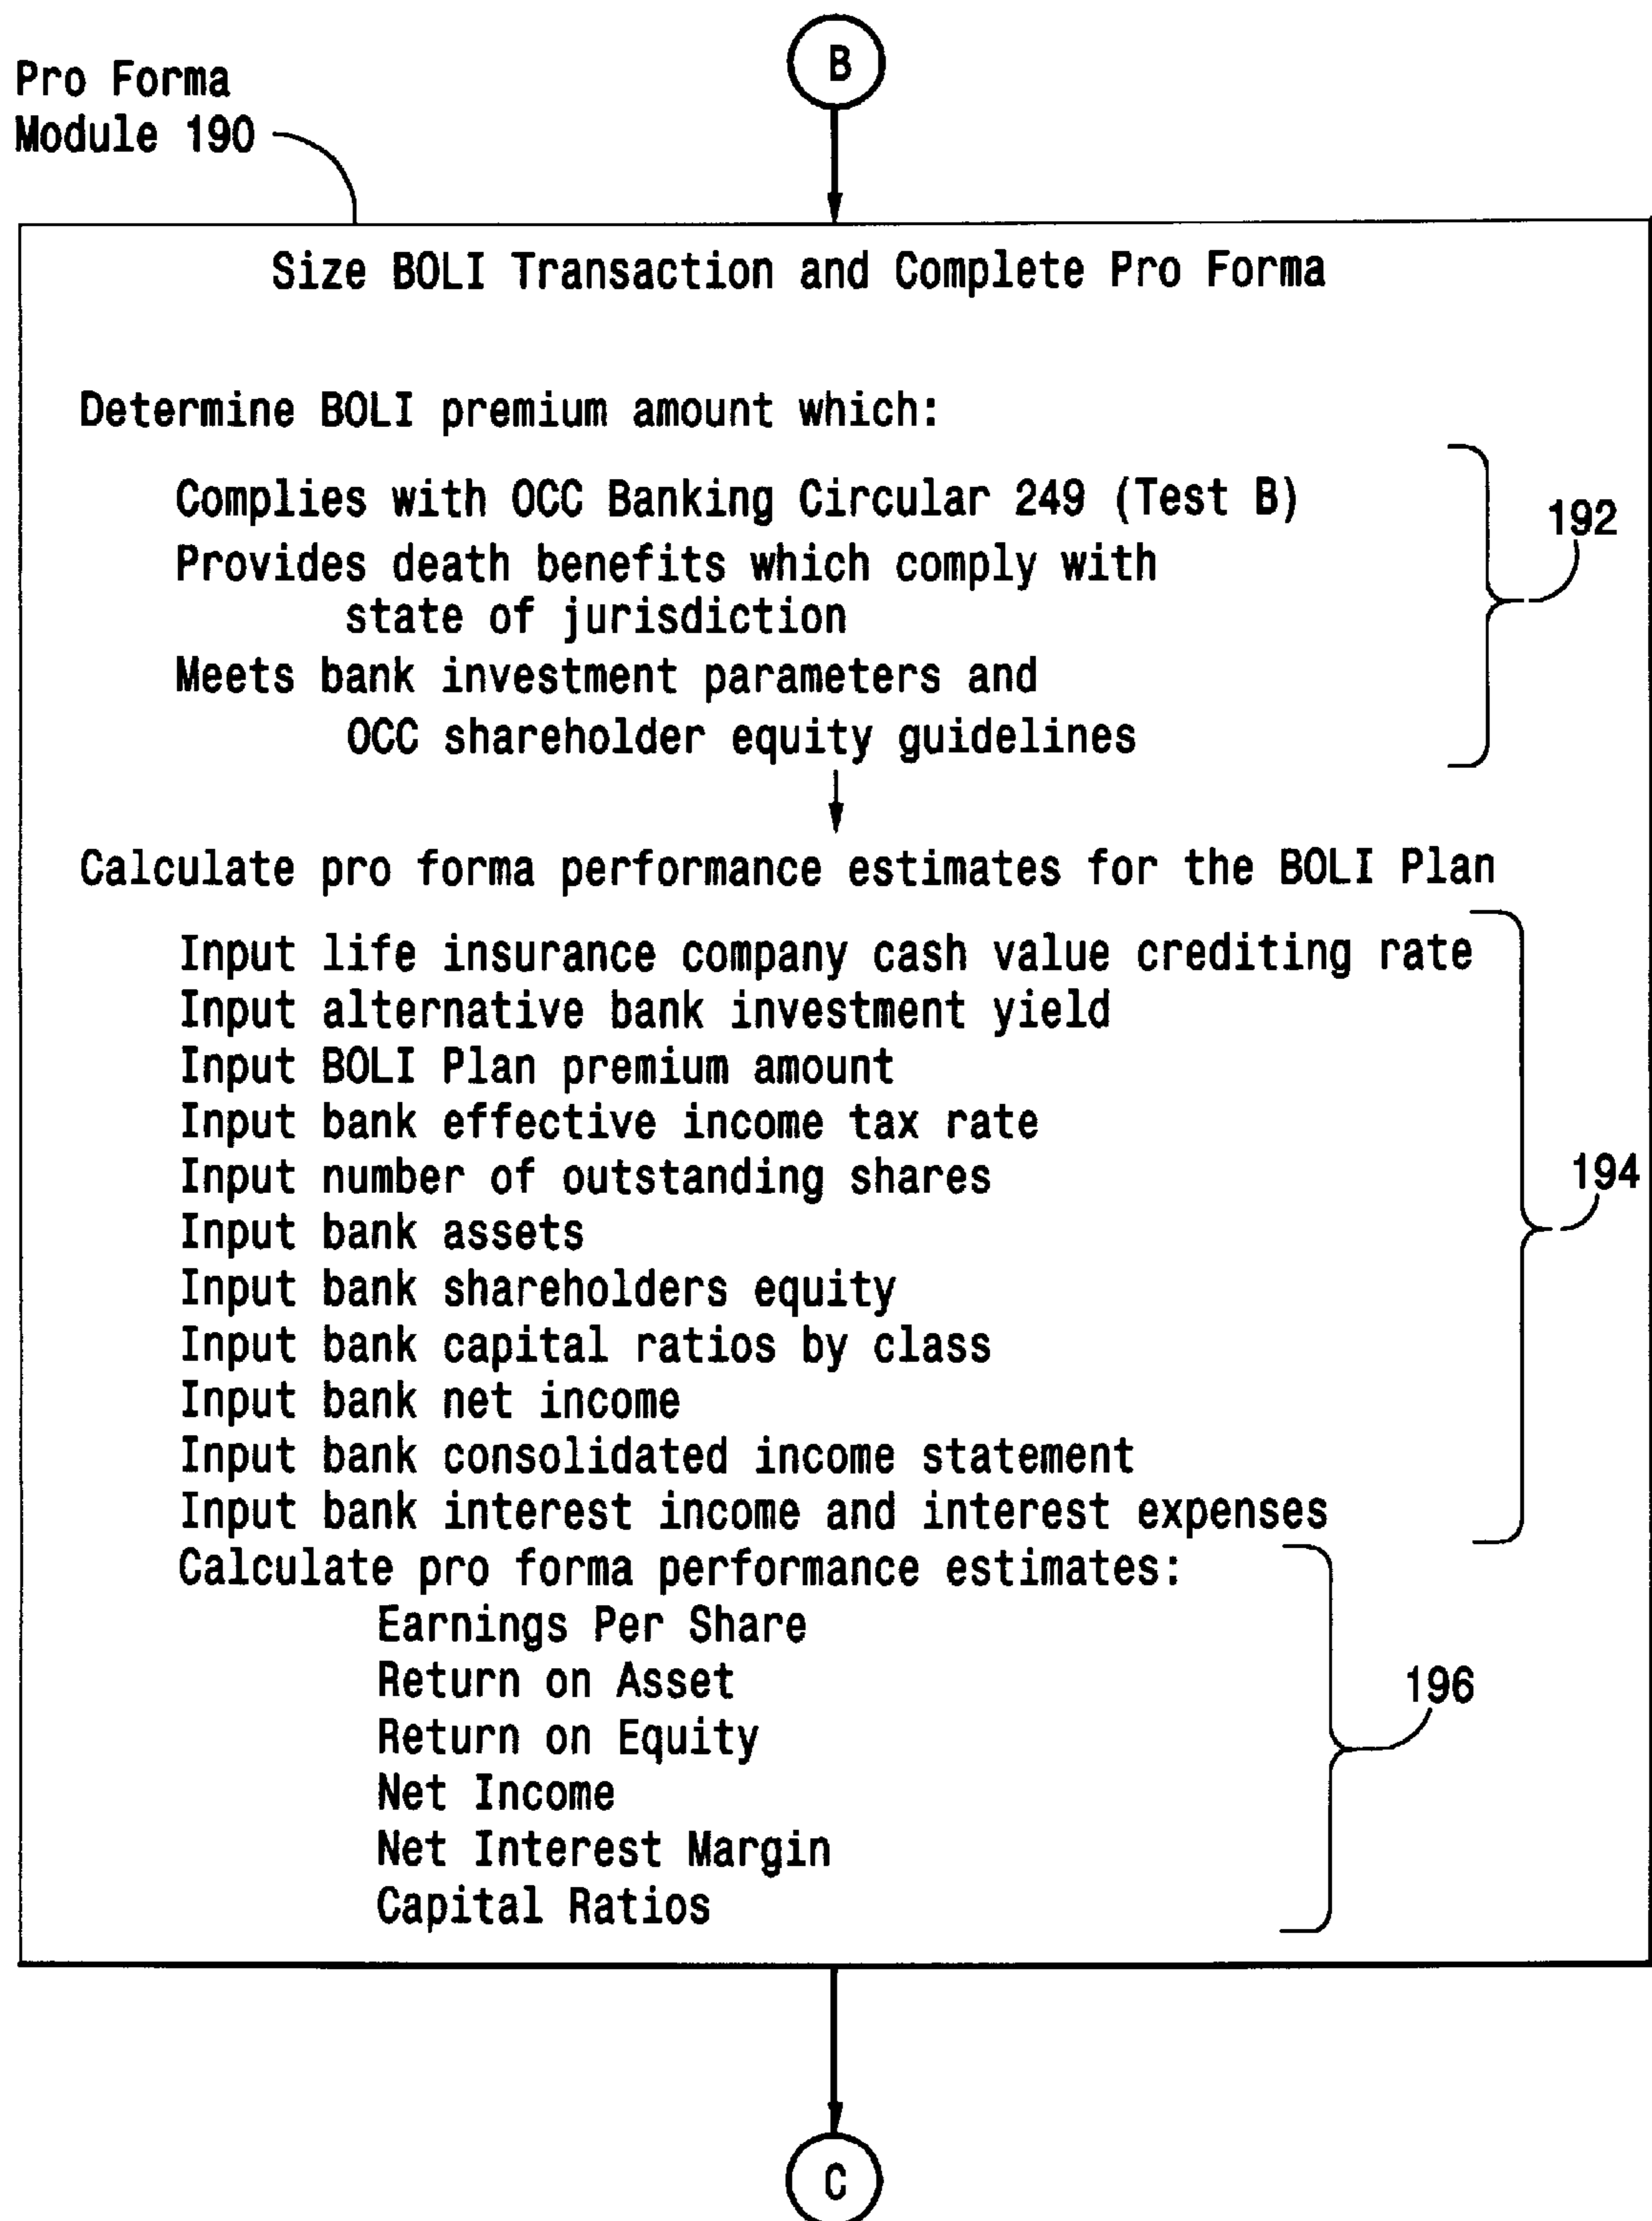 B
Pro Forma
Module 190
Size BOLI Transaction and Complete Pro Forma
Determine BOLI premium amount which:
Complies with OCC Banking Circular 249 (Test B)
192
Provides death benefits which comply with
state of jurisdiction
Meets bank investment parameters and
OCC shareholder equity guidelines
Calculate pro forma performance estimates for the BOLI Plan
Input life insurance company cash value crediting rate
Input alternative bank investment yield
Input BOLI Plan premium amount
Input bank effective income tax rate
Input number of outstanding shares
194
Input bank assets
Input bank shareholders equity
Input bank capital ratios by class
Input bank net income
Input bank consolidated income statement
Input bank interest income and interest expenses
Calculate pro forma performance estimates:
Earnings Per Share
Return on Asset
196
Return on Equity
Net Income
Net Interest Margin
Capital Ratios
C